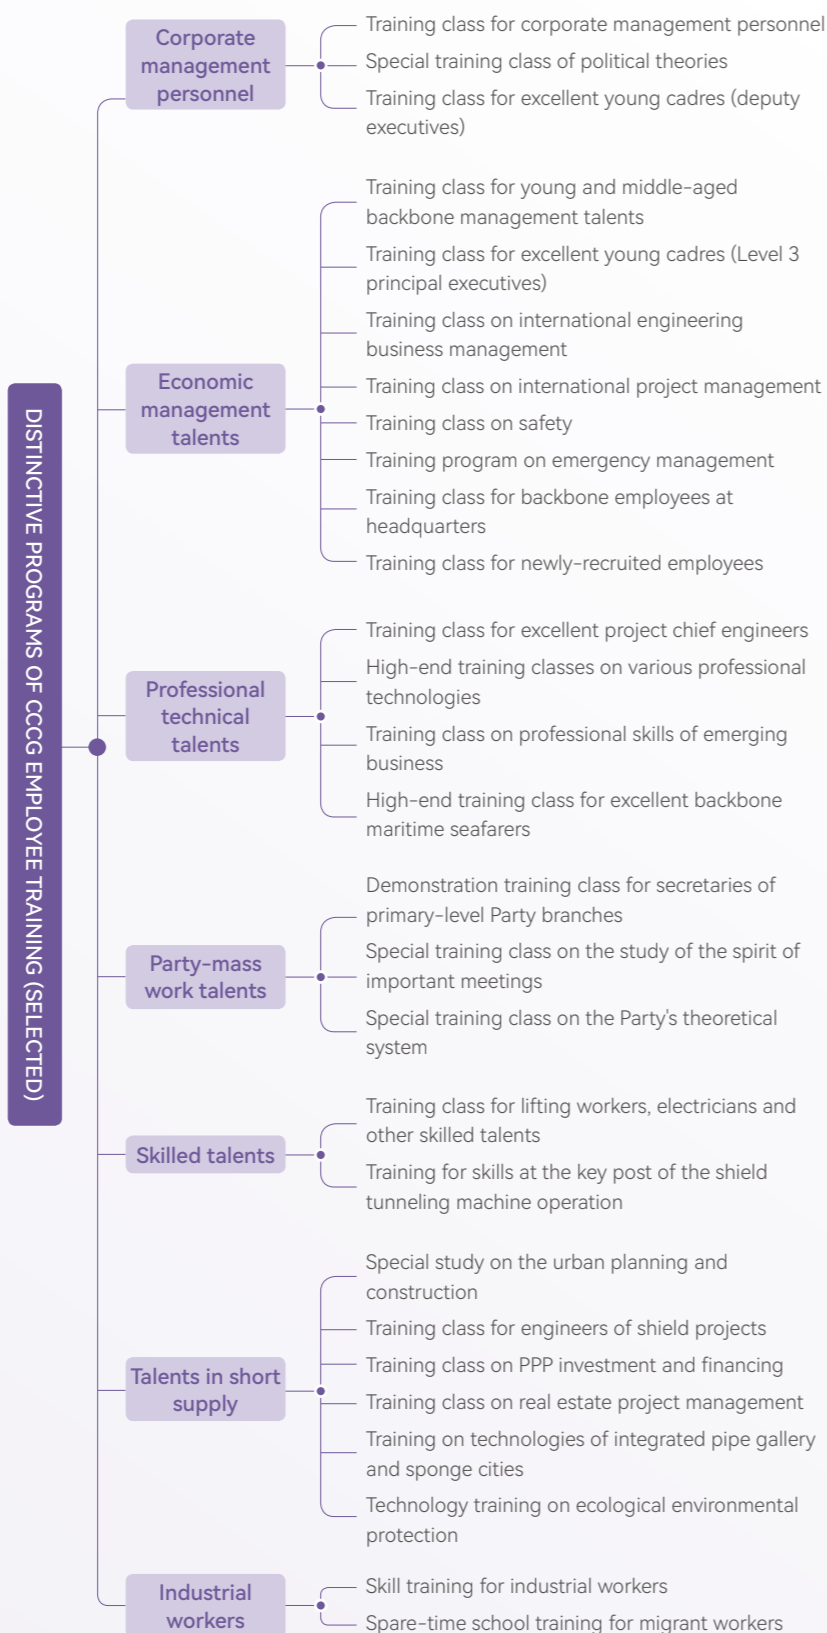 DISTINCTIVE PROGRAMS OF CCCG EMPLOYEE TRAINING (SELECTED)
Corporate
management
personnel
Training class for corporate management personnel
Special training class of political theories
Training class for excellent young cadres (deputy
executives)
Economic
management
talents
Training class for young and middle-aged
backbone management talents
Training class for excellent young cadres (Level 3
principal executives)
Training class on international engineering
business management
Training class on international project management
Training class on safety
Training program on emergency management
Training class for backbone employees at
headquarters
Training class for newly-recruited employees
Professional
technical
talents
Training class for excellent project chief engineers
High-end training classes on various professional
technologies
Training class on professional skills of emerging
business
High-end training class for excellent backbone
maritime seafarers
Party-mass
work talents
Demonstration training class for secretaries of
primary-level Party branches
Special training class on the study of the spirit of
important meetings
Special training class on the Party's theoretical
system
Skilled talents
Training class for lifting workers, electricians and
other skilled talents
Training for skills at the key post of the shield
tunneling machine operation
Talents in short
supply
Special study on the urban planning and
construction
Training class for engineers of shield projects
Training class on PPP investment and financing
Training class on real estate project management
Training on technologies of integrated pipe gallery
and sponge cities
Technology training on ecological environmental
protection
Industrial
workers
Skill training for industrial workers
Spare-time school training for migrant workers